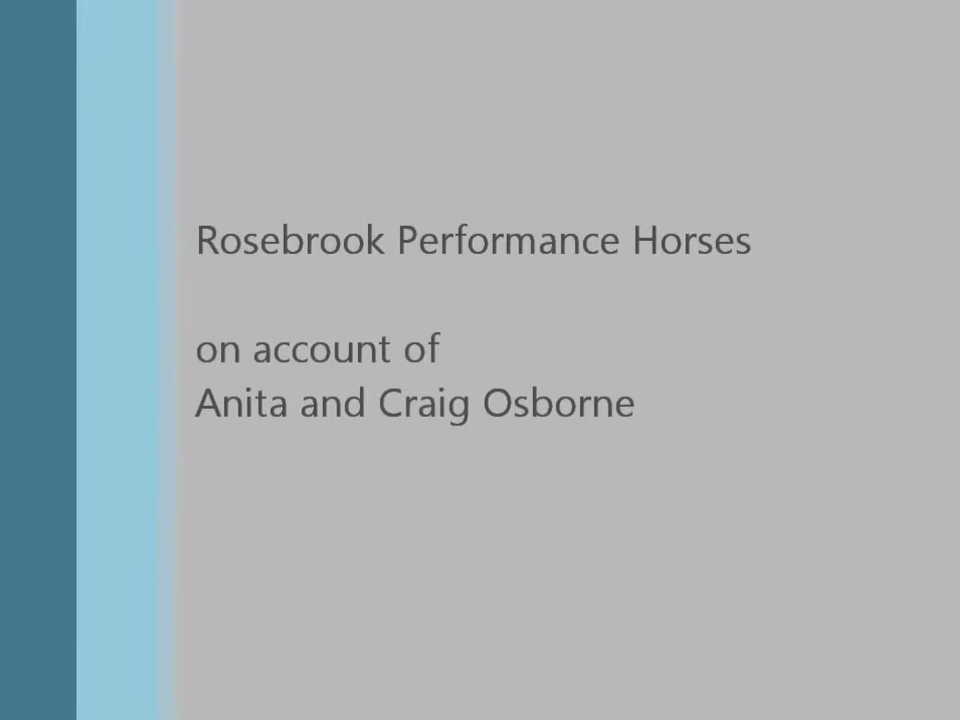 Rosebrook Performance Horses
on account of
Anita and Craig Osborne